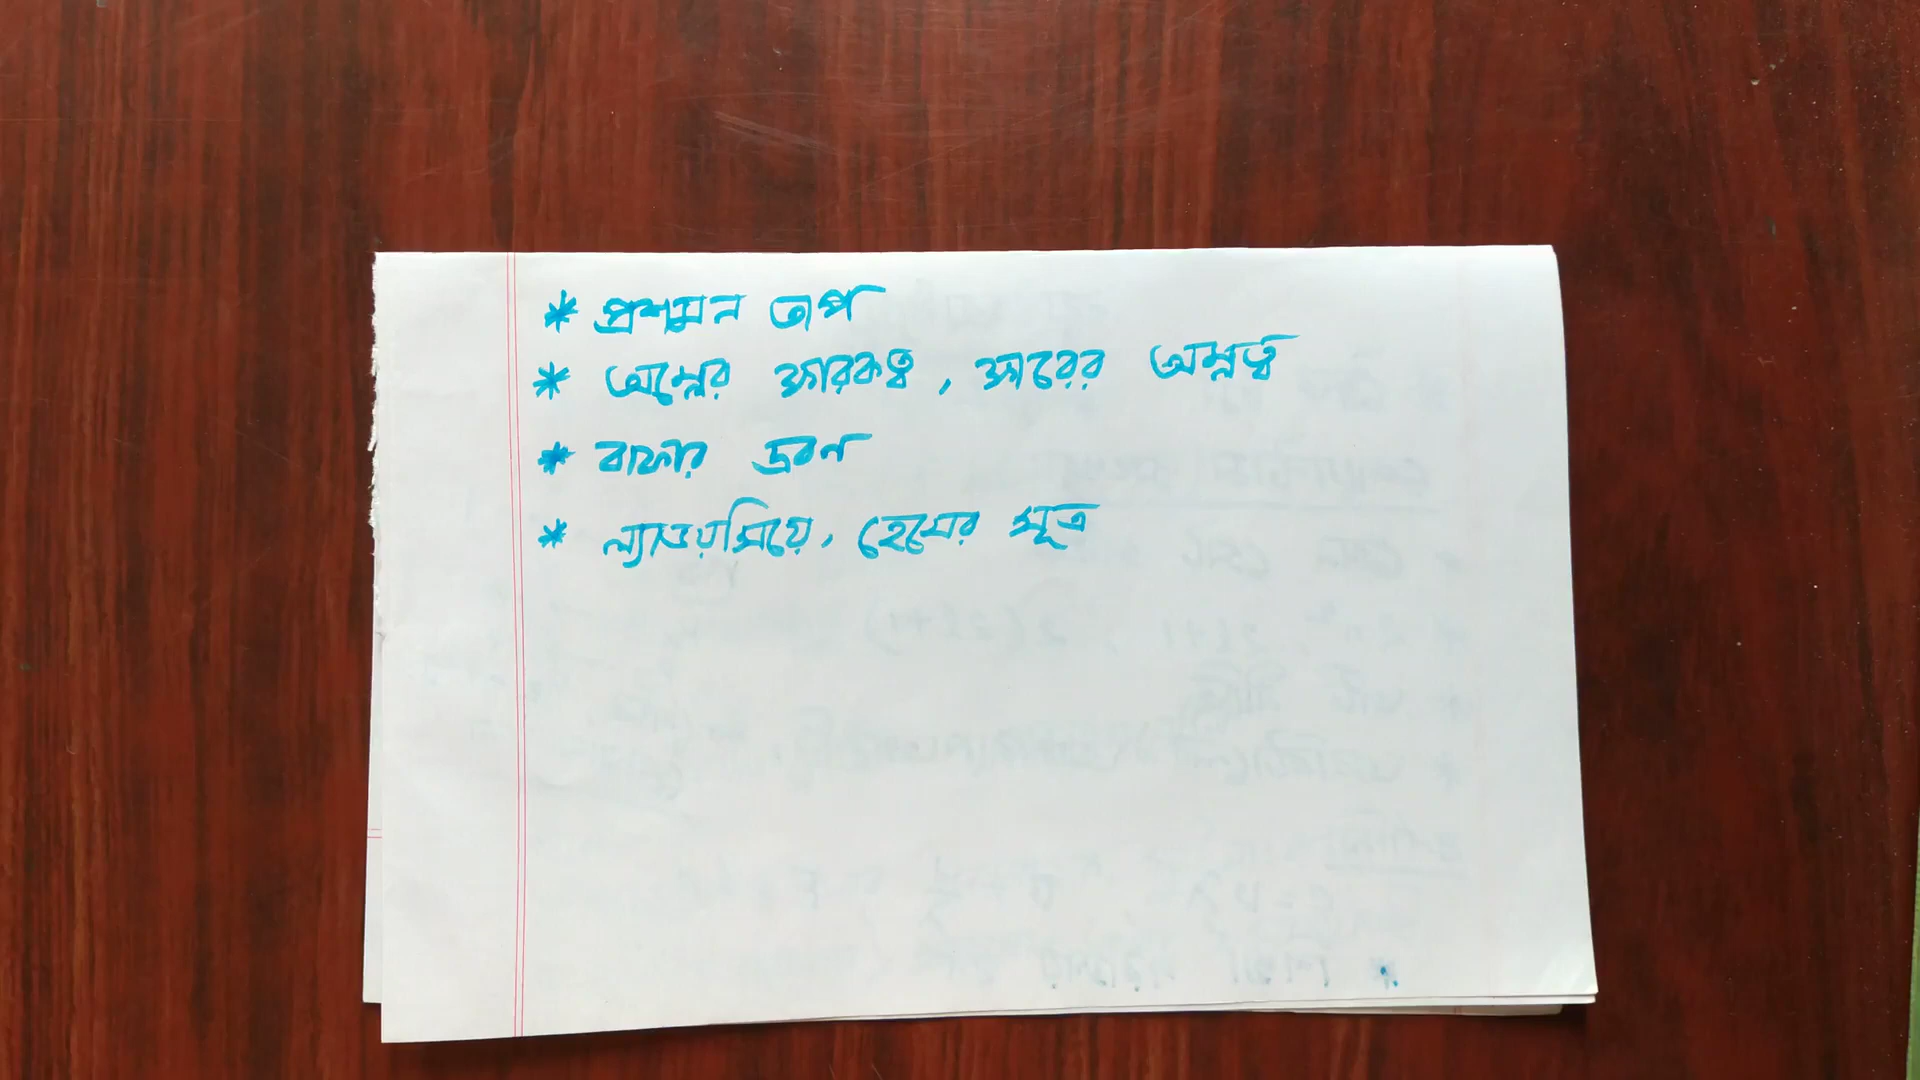 * প্রশমন তাপ
* অম্লের ক্ষারকত্ব, ক্ষারের অম্লত্ব
* বাফার দ্রবণ
* ল্যাভয়সিয়ে, হেসের সূত্র